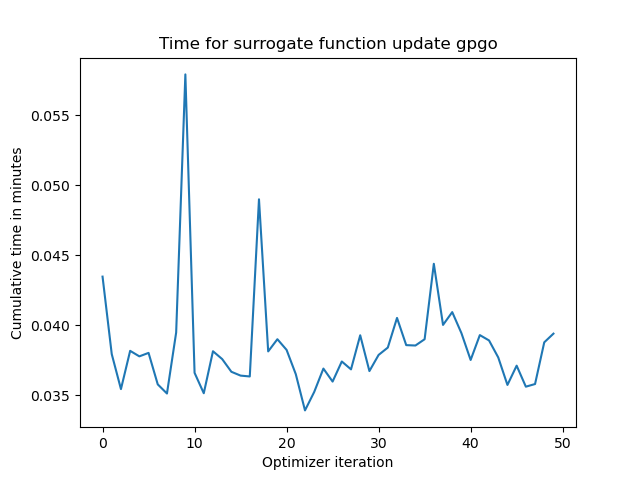 Time for surrogate function update gpgo
Cumulative time in minutes
0.055
0.050
0.045
0.040
0.035
0 10 20 30 40 50
Optimizer iteration